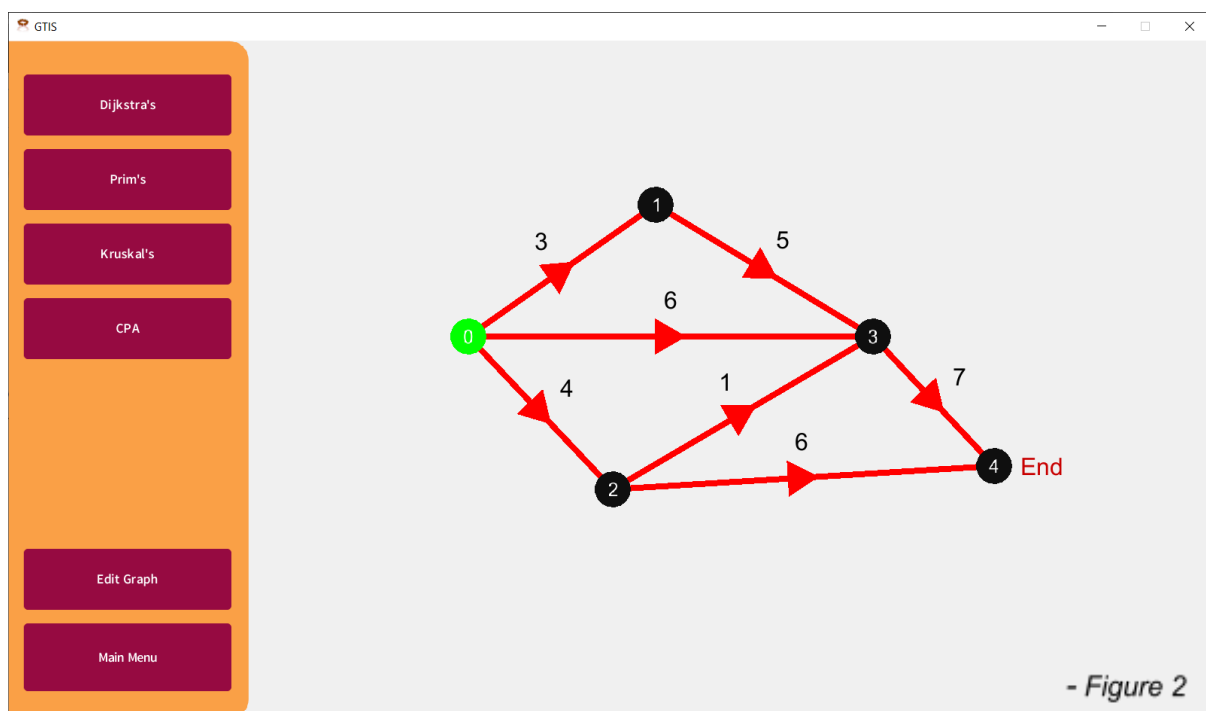 GTIS
Dijkstra's
Prim's
Kruskal's
CPA
Edit Graph
Main Menu
1
3
5
6
0
3
4
1
7
6
2
4 End
- Figure 2